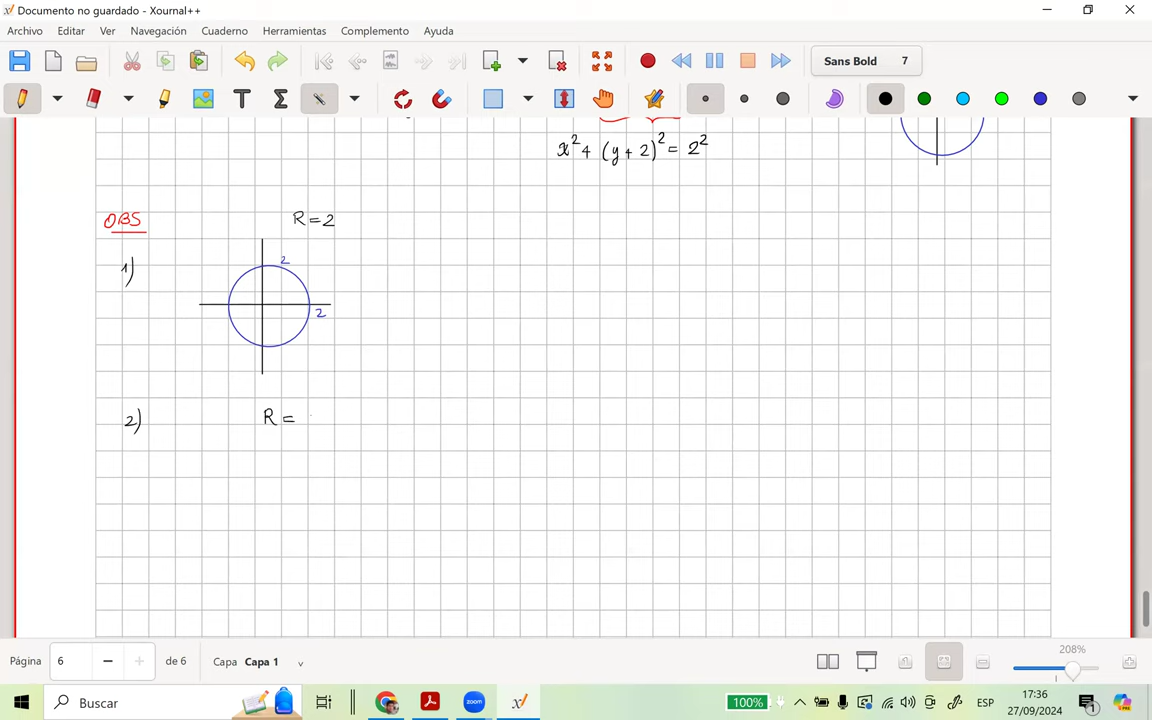 Documento no guardado - Xournal++
Archivo Editar Ver Navegación Cuaderno Herramientas Complemento Ayuda
Sans Bold 7
x² + (y + 2)² = 2²
OBS
R = 2
1)
2
2
2)
R =
Página 6 de 6 Capa Capa 1
208%
Buscar
100%
ESP
17:36
27/09/2024
1